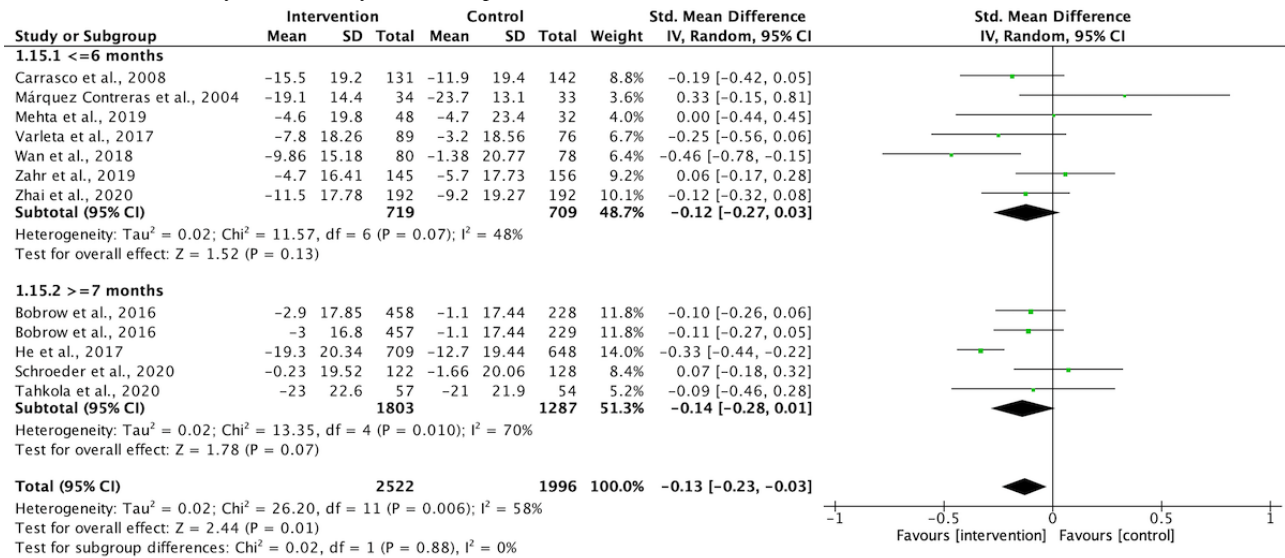 Intervention Control Std. Mean Difference Std. Mean Difference
Study or Subgroup Mean SD Total Mean SD Total Weight IV, Random, 95% CI IV, Random, 95% CI
1.15.1 <=6 months
Carrasco et al., 2008 −15.5 19.2 131 −11.9 19.4 142 8.8% −0.19 [−0.42, 0.05]
Márquez Contreras et al., 2004 −19.1 14.4 34 −23.7 13.1 33 3.6% 0.33 [−0.15, 0.81]
Mehta et al., 2019 −4.6 19.8 48 −4.7 23.4 32 4.0% 0.00 [−0.44, 0.45]
Varleta et al., 2017 −7.8 18.26 89 −3.2 18.56 76 6.7% −0.25 [−0.56, 0.06]
Wan et al., 2018 −9.86 15.18 80 −1.38 20.77 78 6.4% −0.46 [−0.78, −0.15]
Zahr et al., 2019 −4.7 16.41 145 −5.7 17.73 156 9.2% 0.06 [−0.17, 0.28]
Zhai et al., 2020 −11.5 17.78 192 −9.2 19.27 192 10.1% −0.12 [−0.32, 0.08]
Subtotal (95% CI) 719 709 48.7% −0.12 [−0.27, 0.03]
Heterogeneity: Tau² = 0.02; Chi² = 11.57, df = 6 (P = 0.07); I² = 48%
Test for overall effect: Z = 1.52 (P = 0.13)
1.15.2 >=7 months
Bobrow et al., 2016 −2.9 17.85 458 −1.1 17.44 228 11.8% −0.10 [−0.26, 0.06]
Bobrow et al., 2016 −3 16.8 457 −1.1 17.44 229 11.8% −0.11 [−0.27, 0.05]
He et al., 2017 −19.3 20.34 709 −12.7 19.44 648 14.0% −0.33 [−0.44, −0.22]
Schroeder et al., 2020 −0.23 19.52 122 −1.66 20.06 128 8.4% 0.07 [−0.18, 0.32]
Tahkola et al., 2020 −23 22.6 57 −21 21.9 54 5.2% −0.09 [−0.46, 0.28]
Subtotal (95% CI) 1803 1287 51.3% −0.14 [−0.28, 0.01]
Heterogeneity: Tau² = 0.02; Chi² = 13.35, df = 4 (P = 0.010); I² = 70%
Test for overall effect: Z = 1.78 (P = 0.07)
Total (95% CI) 2522 1996 100.0% −0.13 [−0.23, −0.03]
Heterogeneity: Tau² = 0.02; Chi² = 26.20, df = 11 (P = 0.006); I² = 58%
Test for overall effect: Z = 2.44 (P = 0.01)
Test for subgroup differences: Chi² = 0.02, df = 1 (P = 0.88), I² = 0%
−1 −0.5 0 0.5 1
Favours [intervention] Favours [control]